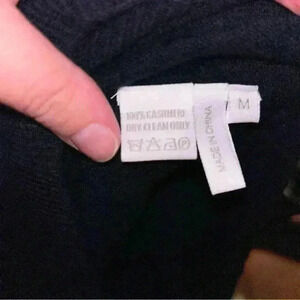 100% CASHMERE
DRY CLEAN ONLY
M
MADE IN CHINA